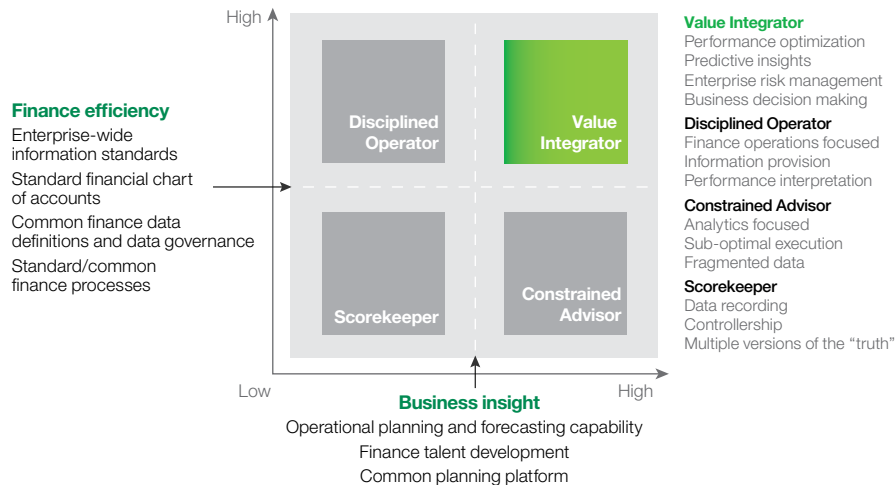 High
Finance efficiency
Enterprise-wide
information standards
Standard financial chart
of accounts
Common finance data
definitions and data governance
Standard/common
finance processes
Disciplined
Operator
Value
Integrator
Scorekeeper
Constrained
Advisor
Low
High
Business insight
Operational planning and forecasting capability
Finance talent development
Common planning platform
Value Integrator
Performance optimization
Predictive insights
Enterprise risk management
Business decision making
Disciplined Operator
Finance operations focused
Information provision
Performance interpretation
Constrained Advisor
Analytics focused
Sub-optimal execution
Fragmented data
Scorekeeper
Data recording
Controllership
Multiple versions of the “truth”